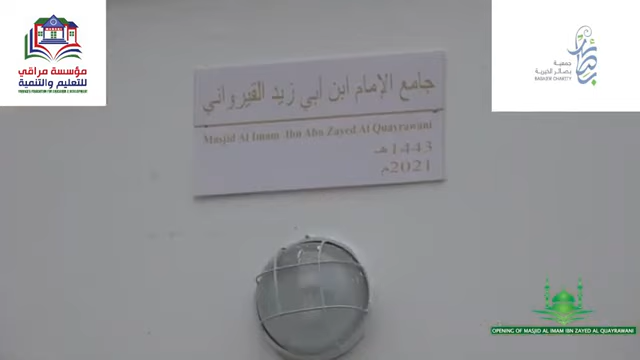 مؤسسة مراقي
للتعليم والتنمية
جمعية
بصائر الخيرية
BASAER CHARITY
جامع الإمام ابن أبي زيد القيرواني
Masjid Al Imam Ibn Abu Zayed Al Quayrawani
1443هـ
2021م
OPENING OF MASJID AL IMAM IBN ZAYED AL QUAYRAWANI